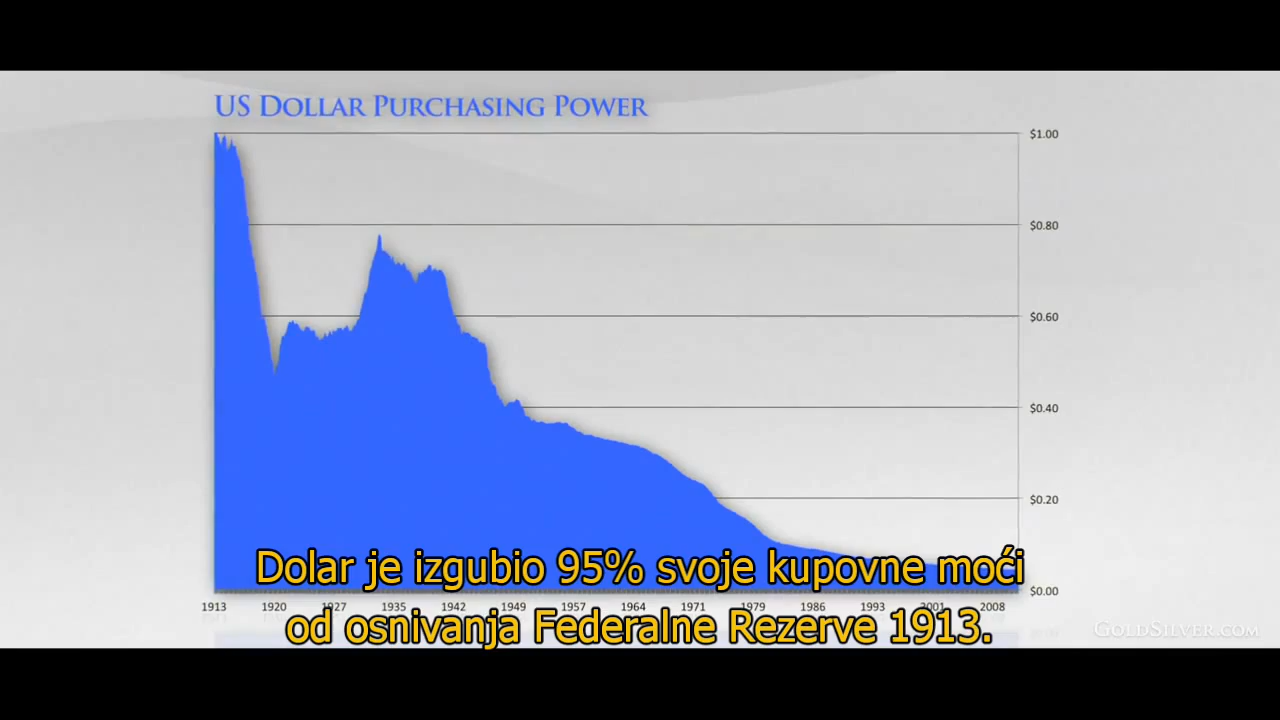 US Dollar Purchasing Power
$1.00
$0.80
$0.60
$0.40
$0.20
$0.00
Dolar je izgubio 95% svoje kupovne moći
1913 1920 1927 1935 1942 1949 1957 1964 1971 1979 1986 1993 2001 2008
od osnivanja Federalne Rezerve 1913.
GoldSilver.com